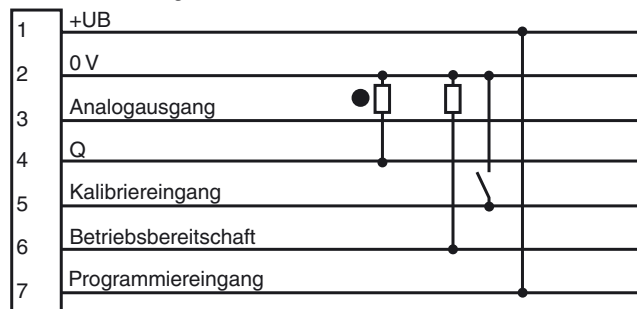 1 +UB
2 0 V
3 Analogausgang
4 Q
5 Kalibriereingang
6 Betriebsbereitschaft
7 Programmiereingang